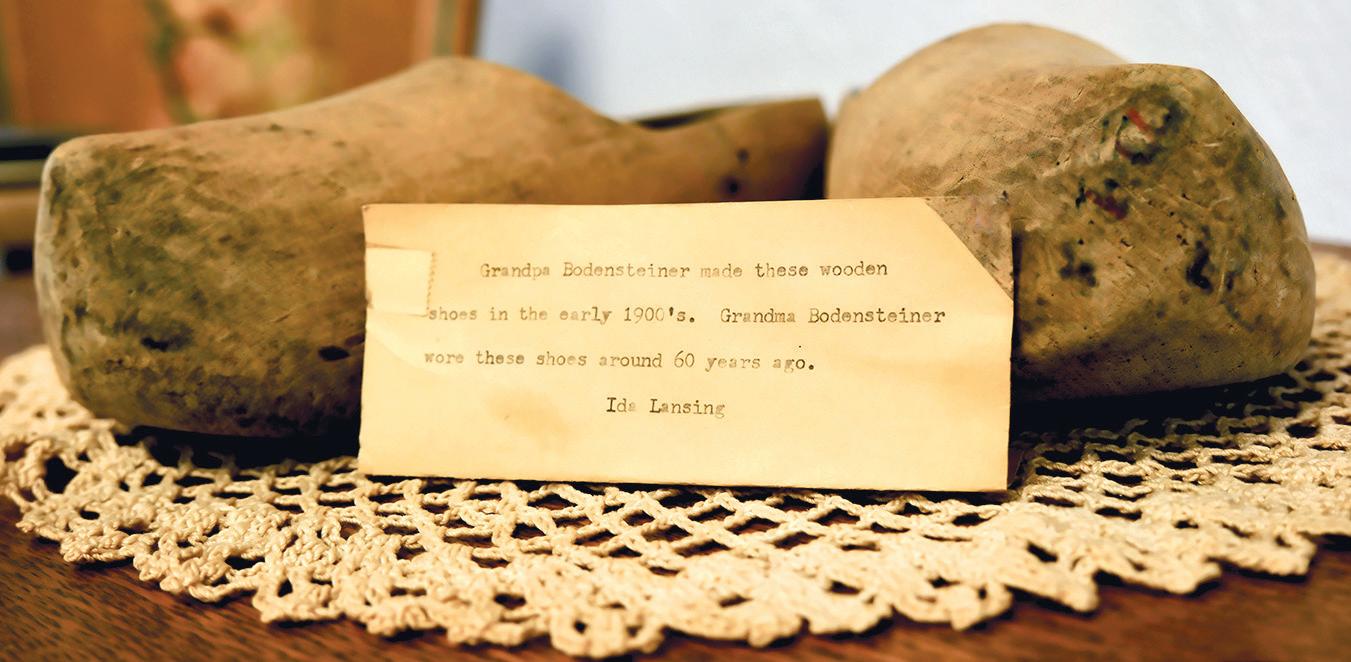 Grandpa Bodensteiner made these wooden
shoes in the early 1900's. Grandma Bodensteiner
wore these shoes around 60 years ago.
Ida Lansing